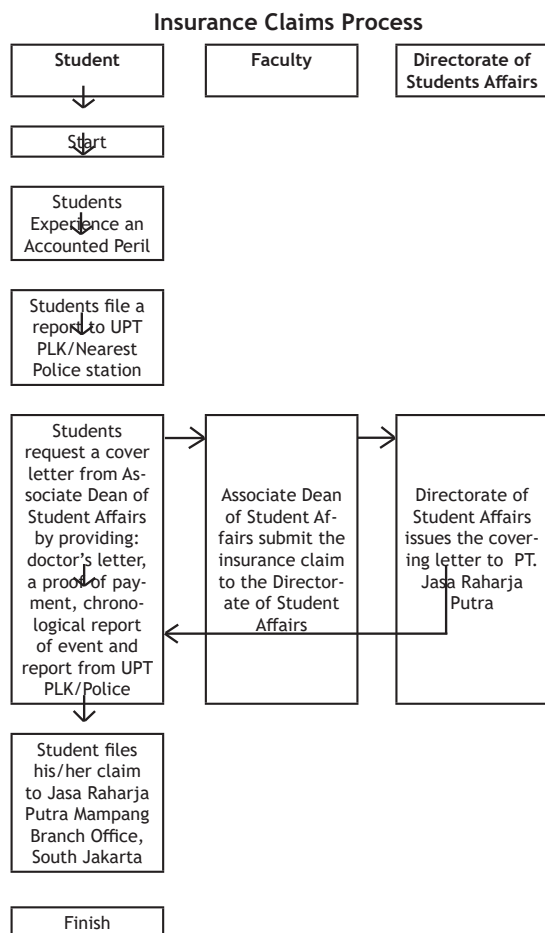 Insurance Claims Process
Student
Faculty
Directorate of
Students Affairs
Start
Students
Experience an
Accounted Peril
Students file a
report to UPT
PLK/Nearest
Police station
Students
request a cover
letter from As-
sociate Dean of
Student Affairs
by providing:
doctor's letter,
a proof of pay-
ment, chrono-
logical report
of event and
report from UPT
PLK/Police
Associate Dean
of Student Af-
fairs submit the
insurance claim
to the Director-
ate of Student
Affairs
Directorate of
Student Affairs
issues the cover-
ing letter to PT.
Jasa Raharja
Putra
Student files
his/her claim
to Jasa Raharja
Putra Mampang
Branch Office,
South Jakarta
Finish